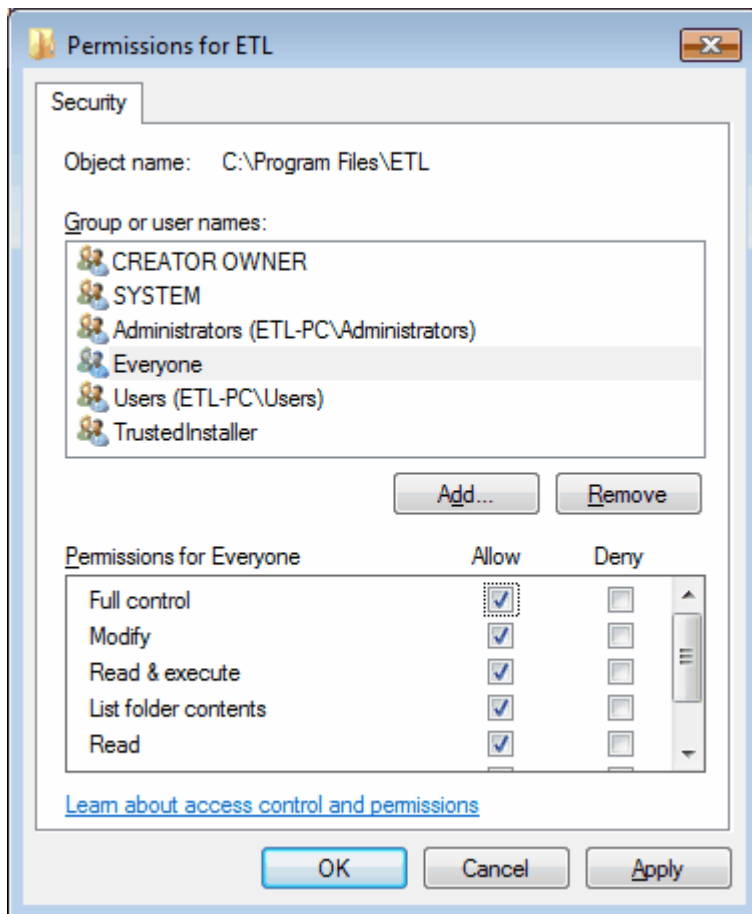 Permissions for ETL
Security
Object name: C:\Program Files\ETL
Group or user names:
CREATOR OWNER
SYSTEM
Administrators (ETL-PC\Administrators)
Everyone
Users (ETL-PC\Users)
TrustedInstaller
Add... Remove
Permissions for Everyone Allow Deny
Full control
Modify
Read & execute
List folder contents
Read
Learn about access control and permissions
OK Cancel Apply